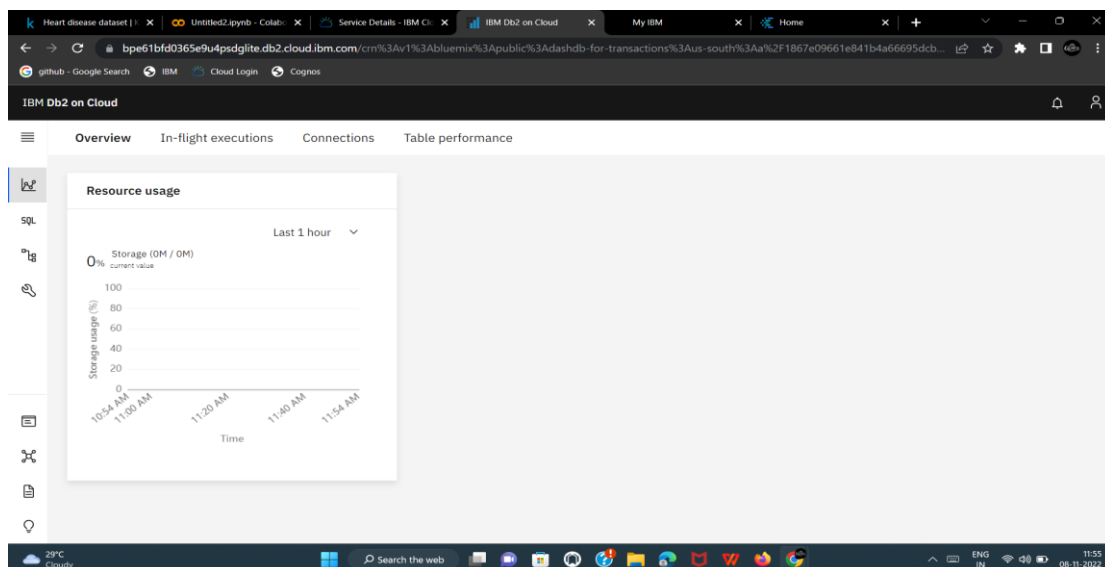 Heart disease dataset | K
Untitled2.ipynb - Colabo
Service Details - IBM Clo
IBM Db2 on Cloud
My IBM
Home
bpe61bfd0365e9u4psdglite.db2.cloud.ibm.com/crn%3Av1%3Abluemix%3Apublic%3Adashdb-for-transactions%3Aus-south%3Aa%2F1867e09661e841b4a66695dcb...
github - Google Search
IBM
Cloud Login
Cognos
IBM Db2 on Cloud
Overview
In-flight executions
Connections
Table performance
Resource usage
SQL
Last 1 hour
0%
Storage (0M / 0M)
current value
100
80
60
40
20
0
Storage usage (%)
10:54 AM
11:00 AM
11:20 AM
11:40 AM
11:54 AM
Time
29°C
Cloudy
Search the web
ENG
IN
11:55
08-11-2022